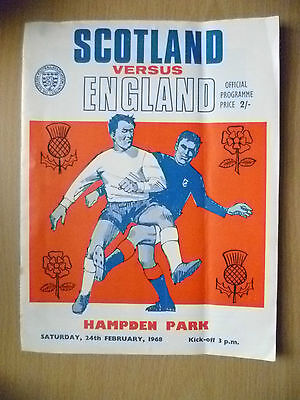 SCOTLAND
VERSUS
ENGLAND
OFFICIAL
PROGRAMME
PRICE 2/-
HAMPDEN PARK
SATURDAY, 24th FEBRUARY, 1968 Kick-off 3 p.m.